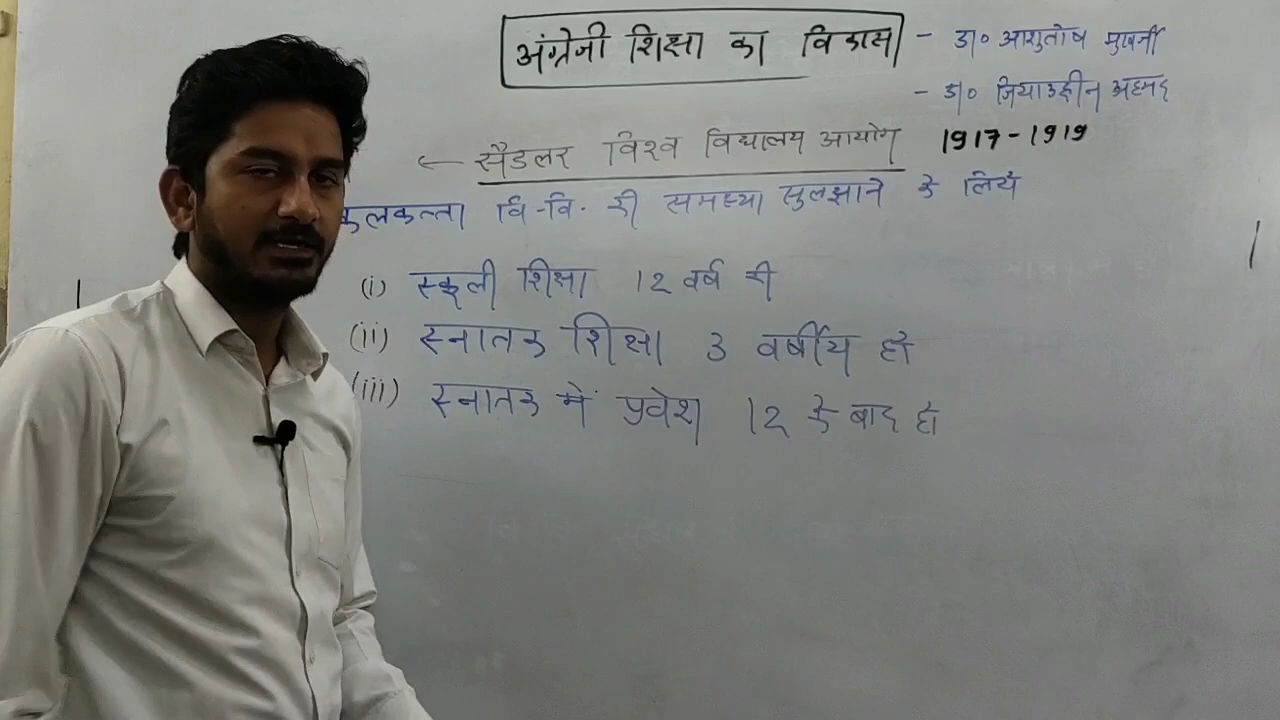 अंग्रेजी शिक्षा का विकास - डा० आशुतोष मुखर्जी
- डा० जियाउद्दीन अहमद
← सैडलर विश्व विद्यालय आयोग 1917-1919
कलकत्ता वि-वि- की समस्या सुलझाने के लिये
(i) स्कूली शिक्षा 12 वर्ष की
(ii) स्नातक शिक्षा 3 वर्षीय हो
(iii) स्नातक में प्रवेश 12 के बाद हो